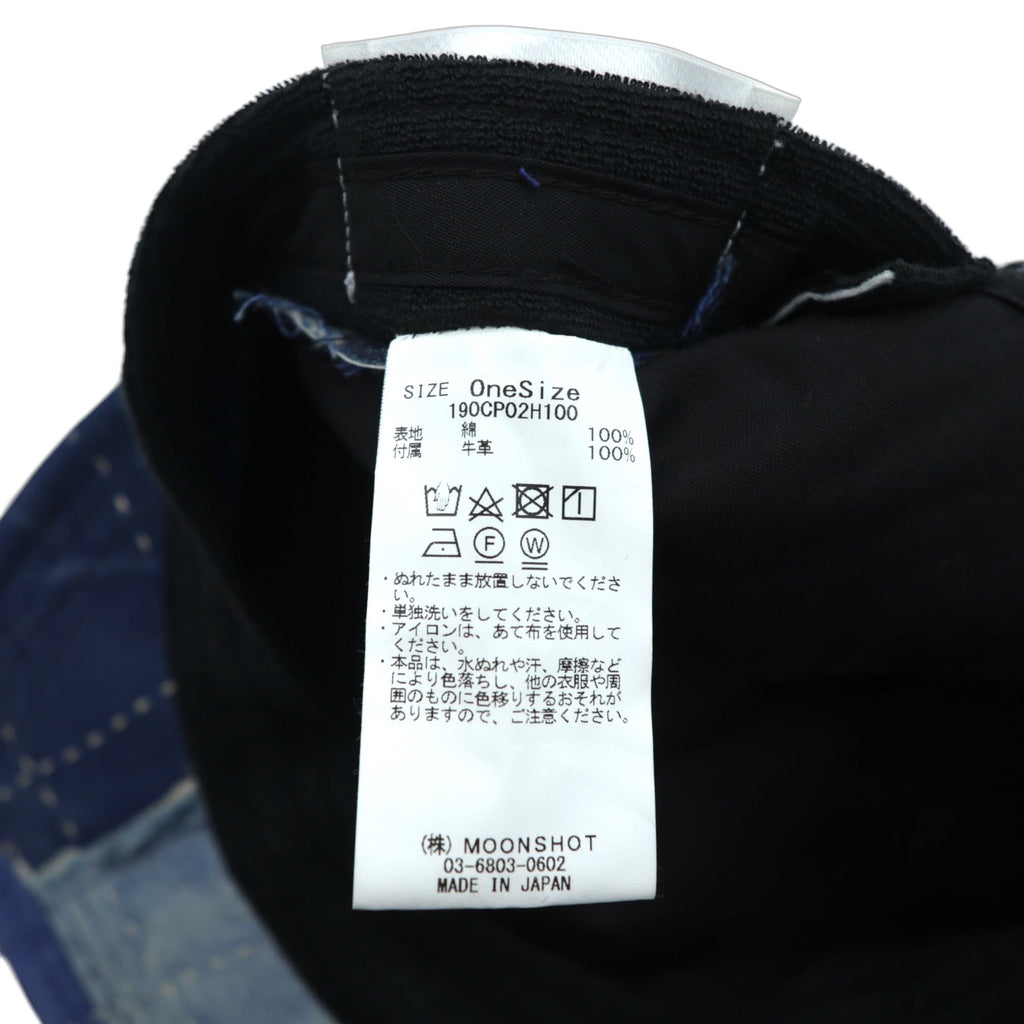 SIZE OneSize
190CP02H100
表地 綿 100%
付属 牛革 100%
F W
・ぬれたまま放置しないでくださ
い。
・単独洗いをしてください。
・アイロンは、あて布を使用して
ください。
・本品は、水ぬれや汗、摩擦など
により色落ちし、他の衣服や周
囲のものに色移りするおそれが
ありますので、ご注意ください。
(株) MOONSHOT
03-6803-0602
MADE IN JAPAN